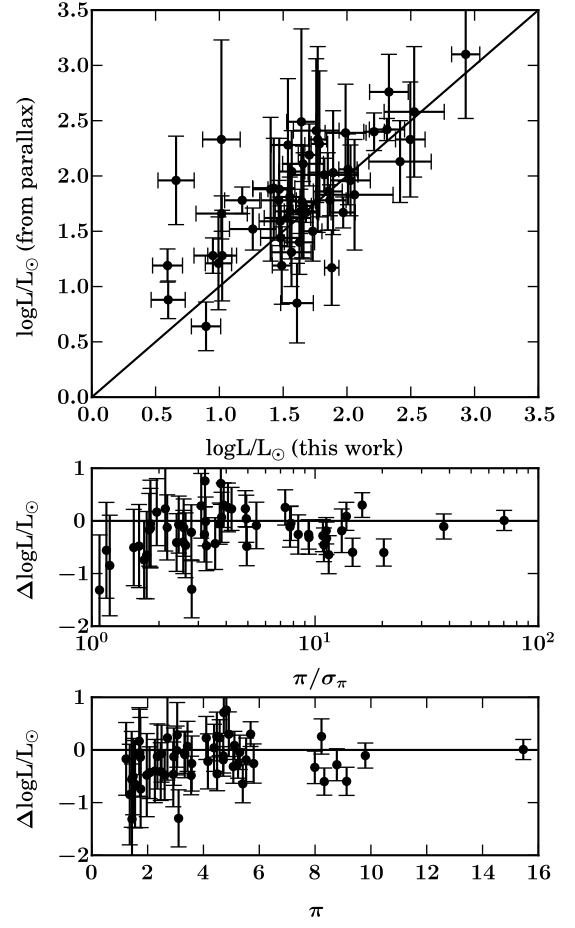 3.5
3.0
2.5
2.0
1.5
1.0
0.5
0.0
logL/L⊙ (from parallax)
0.0 0.5 1.0 1.5 2.0 2.5 3.0 3.5
logL/L⊙ (this work)
1
0
−1
−2
ΔlogL/L⊙
10⁰ 10¹ 10²
π/σπ
1
0
−1
−2
ΔlogL/L⊙
0 2 4 6 8 10 12 14 16
π